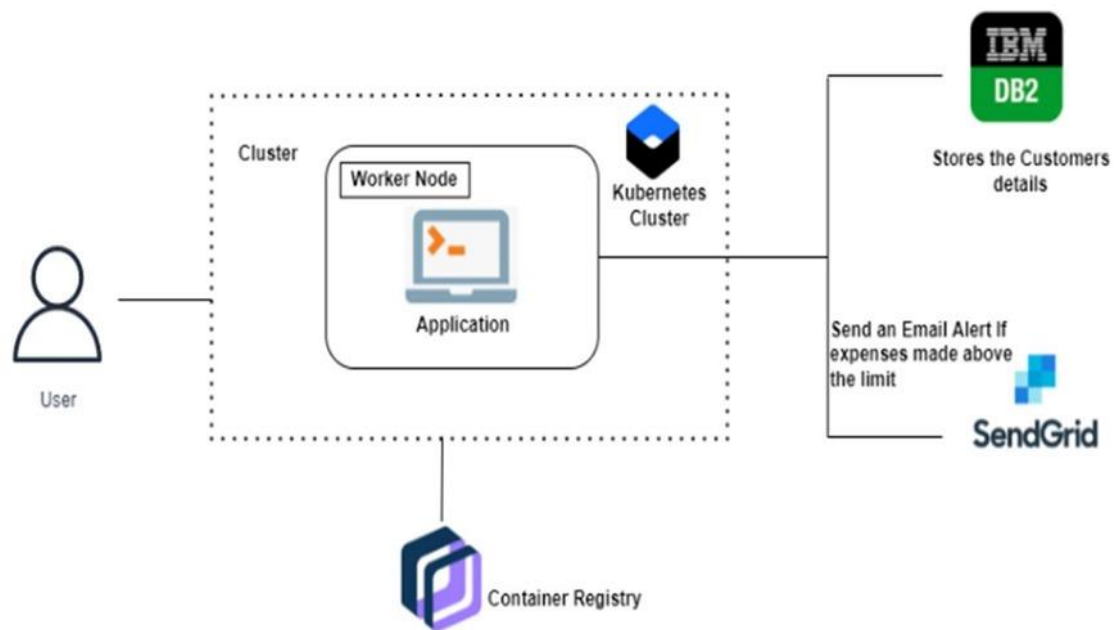 IBM
DB2
Stores the Customers
details
Cluster
Worker Node
Kubernetes
Cluster
Application
User
Send an Email Alert If
expenses made above
the limit
SendGrid
Container Registry